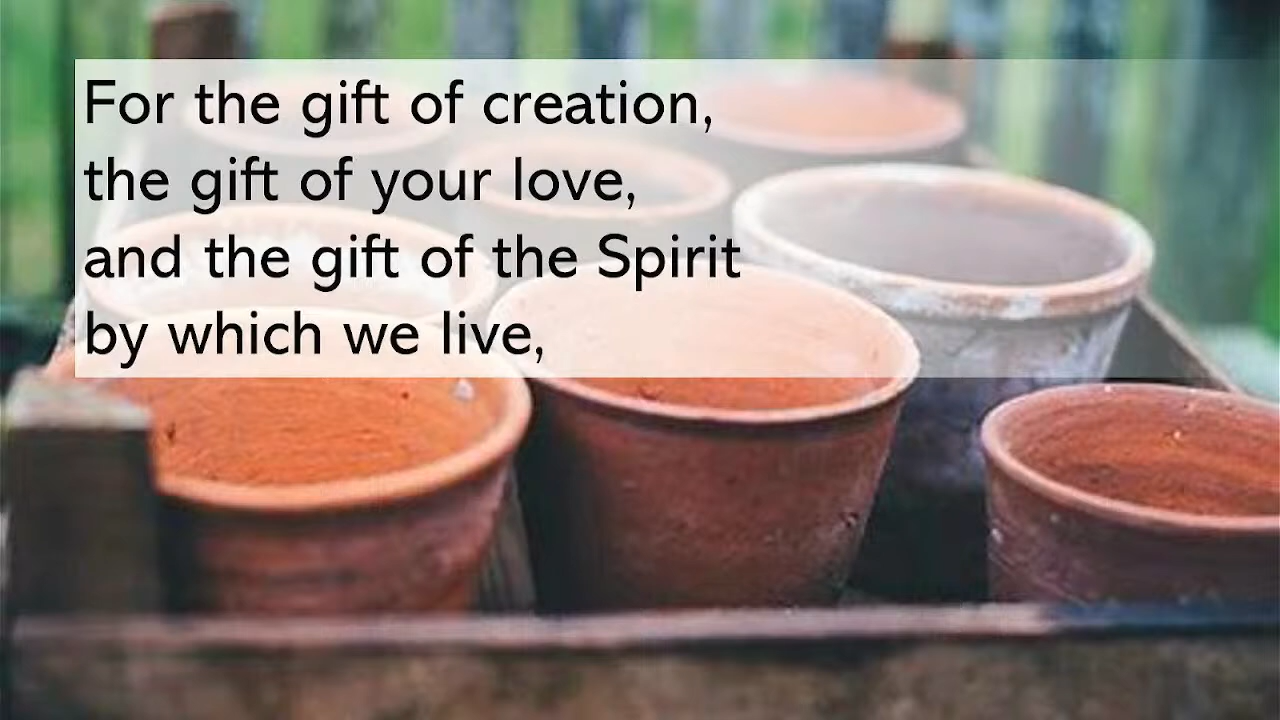 For the gift of creation,
the gift of your love,
and the gift of the Spirit
by which we live,